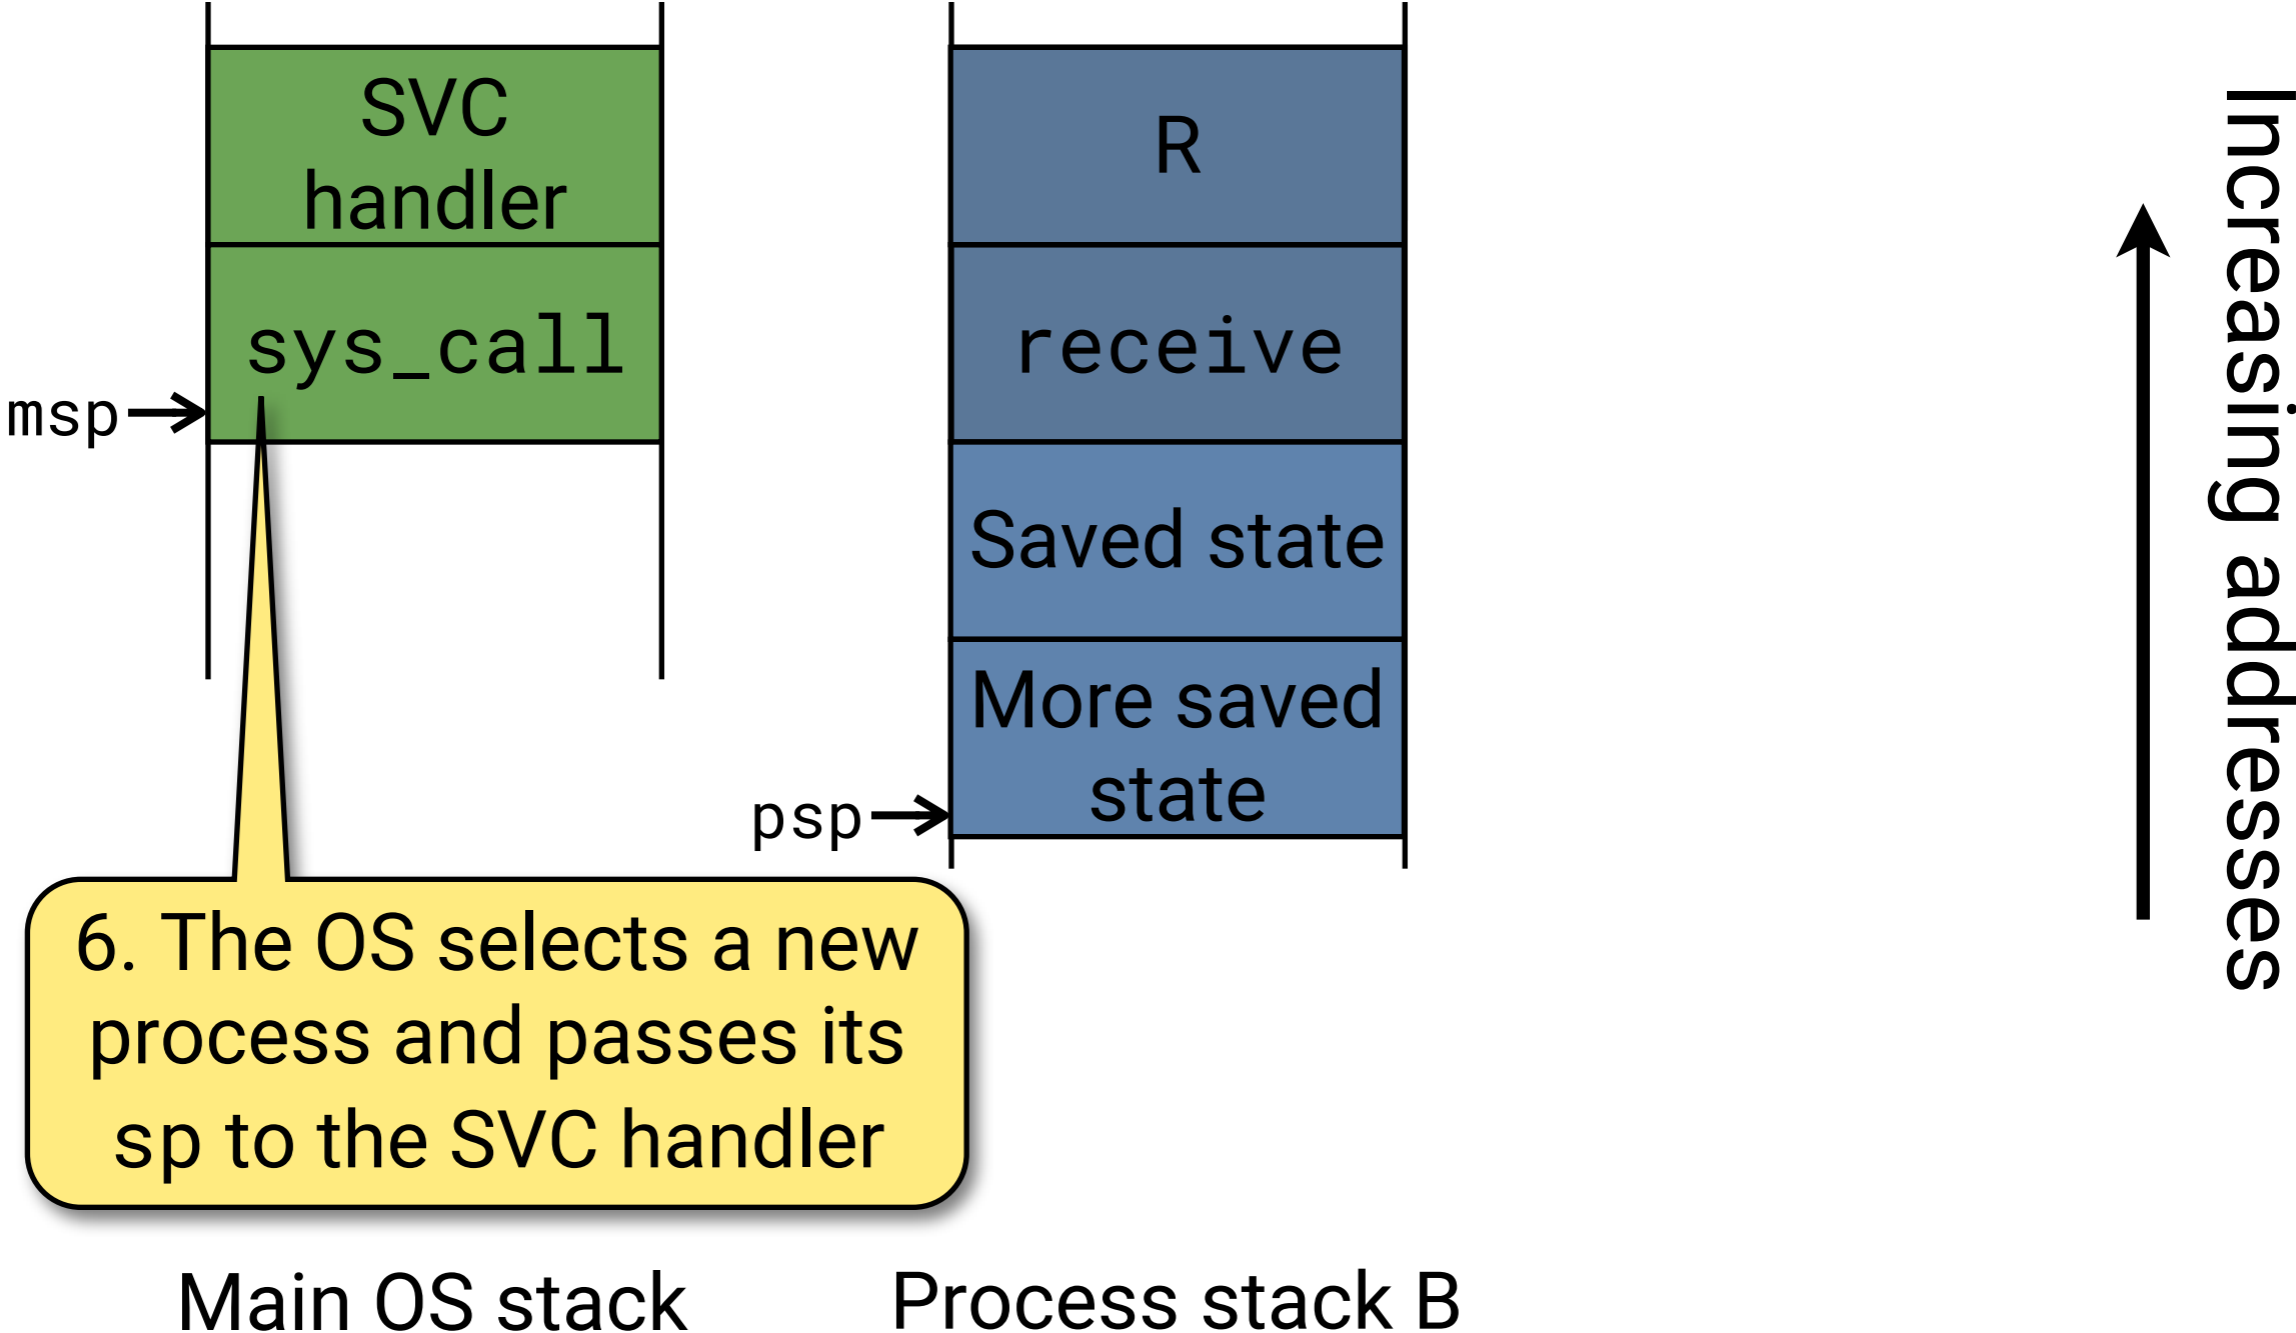 SVC
handler
sys_call
msp
R
receive
Saved state
More saved
state
psp
6. The OS selects a new
process and passes its
sp to the SVC handler
Main OS stack
Process stack B
Increasing addresses